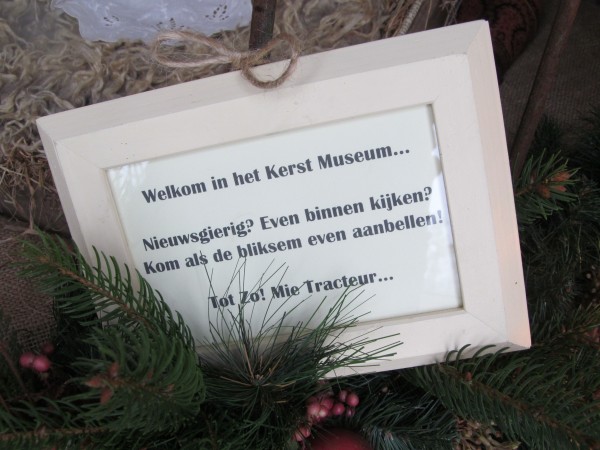 Welkom in het Kerst Museum...
Nieuwsgierig? Even binnen kijken?
Kom als de bliksem even aanbellen!
Tot Zo! Mie Tracteur...